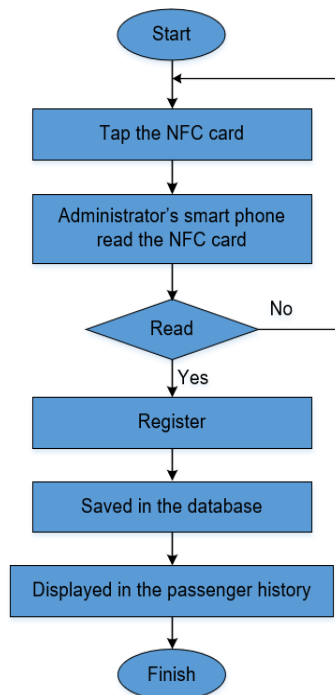 Start
Tap the NFC card
Administrator's smart phone
read the NFC card
Read
No
Yes
Register
Saved in the database
Displayed in the passenger history
Finish